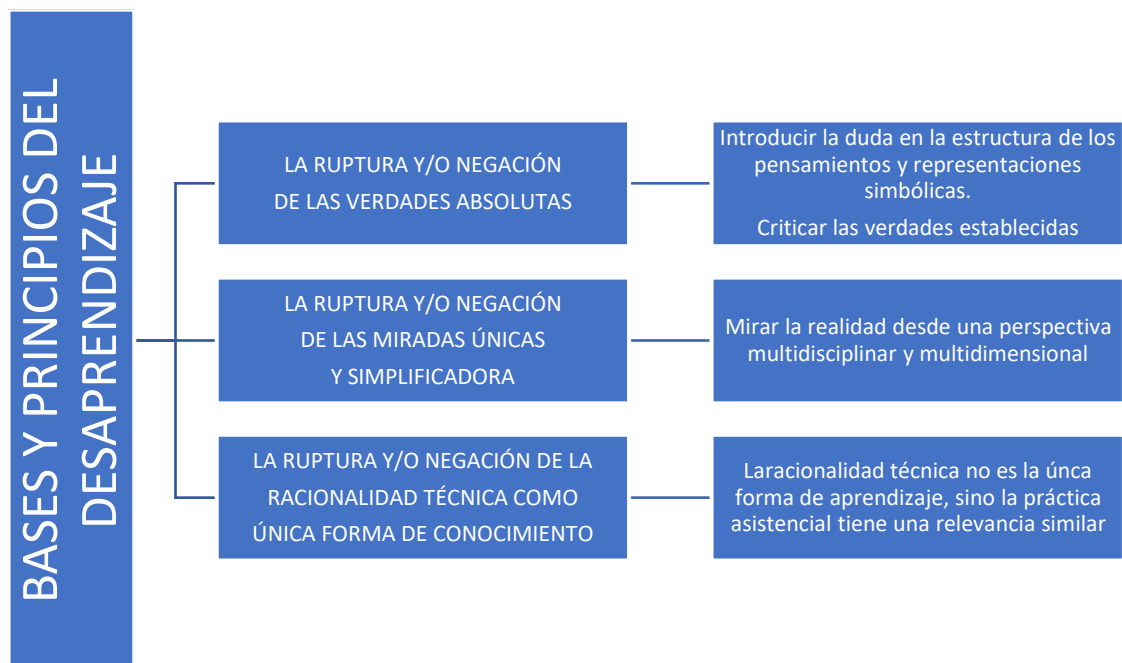 BASES Y PRINCIPIOS DEL
DESAPRENDIZAJE
LA RUPTURA Y/O NEGACIÓN
DE LAS VERDADES ABSOLUTAS
Introducir la duda en la estructura de los
pensamientos y representaciones
simbólicas.
Criticar las verdades establecidas
LA RUPTURA Y/O NEGACIÓN
DE LAS MIRADAS ÚNICAS
Y SIMPLIFICADORA
Mirar la realidad desde una perspectiva
multidisciplinar y multidimensional
LA RUPTURA Y/O NEGACIÓN DE LA
RACIONALIDAD TÉCNICA COMO
ÚNICA FORMA DE CONOCIMIENTO
Laracionalidad técnica no es la únca
forma de aprendizaje, sino la práctica
asistencial tiene una relevancia similar